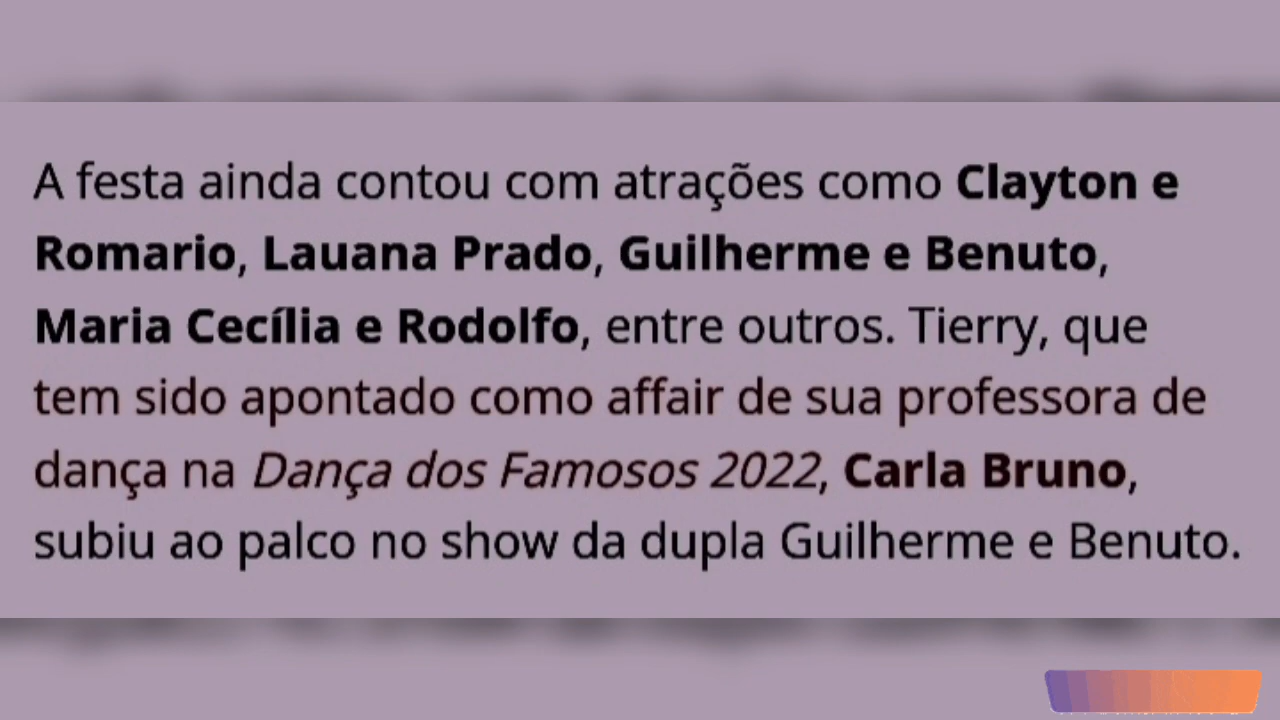 A festa ainda contou com atrações como Clayton e
Romario, Lauana Prado, Guilherme e Benuto,
Maria Cecília e Rodolfo, entre outros. Tierry, que
tem sido apontado como affair de sua professora de
dança na Dança dos Famosos 2022, Carla Bruno,
subiu ao palco no show da dupla Guilherme e Benuto.